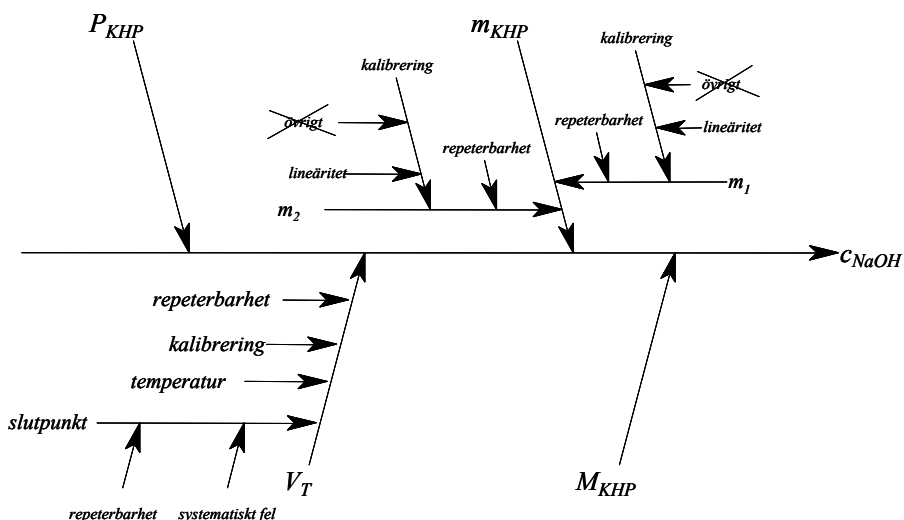 P_KHP
m_KHP
kalibrering
kalibrering
övrigt
övrigt
repeterbarhet
lineäritet
repeterbarhet
lineäritet
m_1
m_2
c_NaOH
repeterbarhet
kalibrering
temperatur
slutpunkt
V_T
M_KHP
repeterbarhet
systematiskt fel